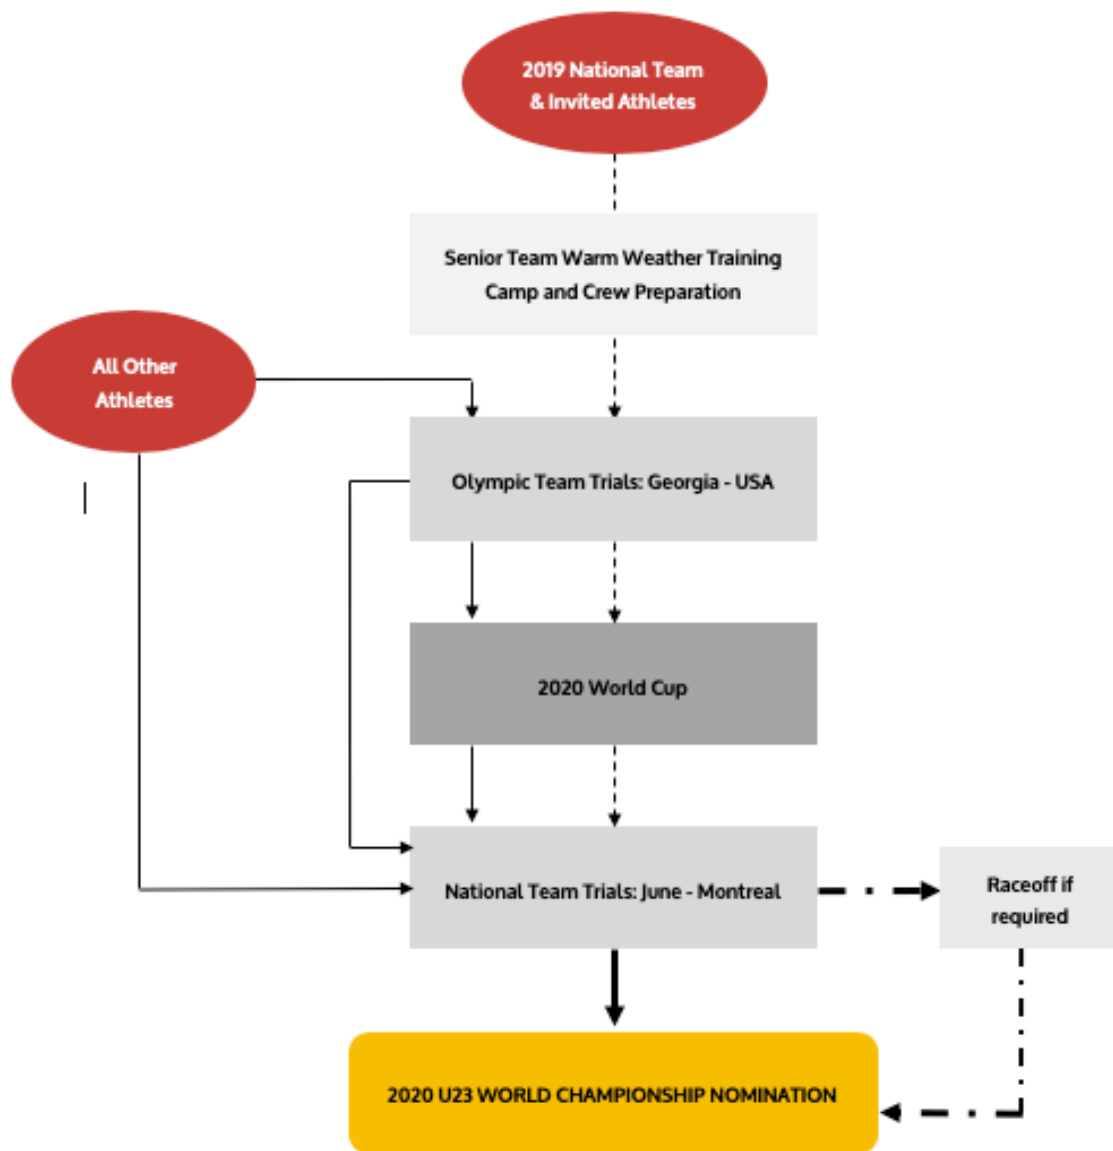 2019 National Team
& Invited Athletes
Senior Team Warm Weather Training
Camp and Crew Preparation
All Other
Athletes
Olympic Team Trials: Georgia - USA
2020 World Cup
National Team Trials: June - Montreal
Raceoff if
required
2020 U23 WORLD CHAMPIONSHIP NOMINATION